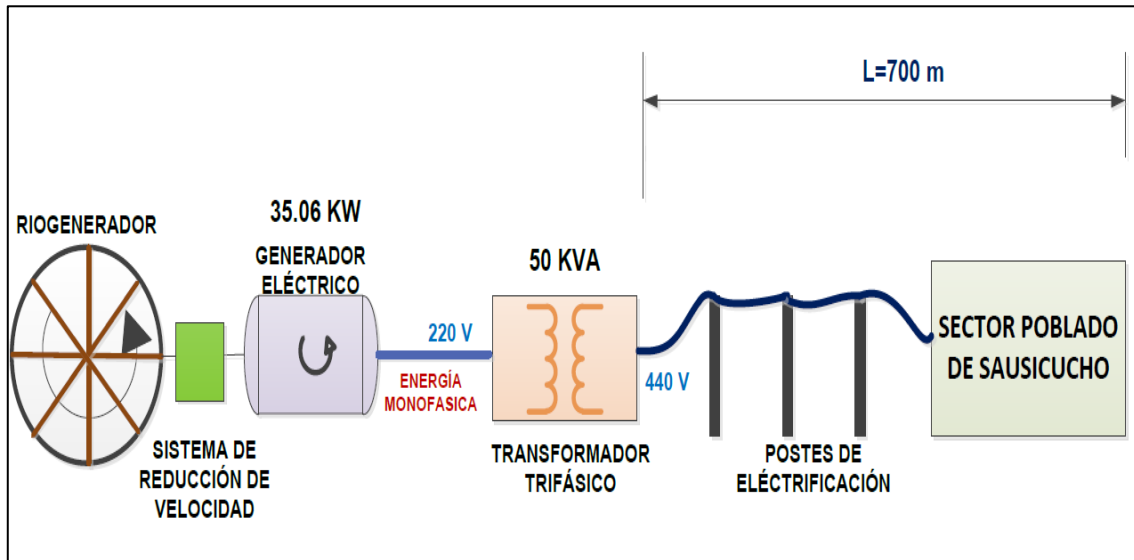 L=700 m
RIOGENERADOR
35.06 KW
GENERADOR
ELÉCTRICO
50 KVA
220 V
ENERGÍA
MONOFASICA
440 V
SECTOR POBLADO
DE SAUSICUCHO
SISTEMA DE
REDUCCIÓN DE
VELOCIDAD
TRANSFORMADOR
TRIFÁSICO
POSTES DE
ELÉCTRIFICACIÓN